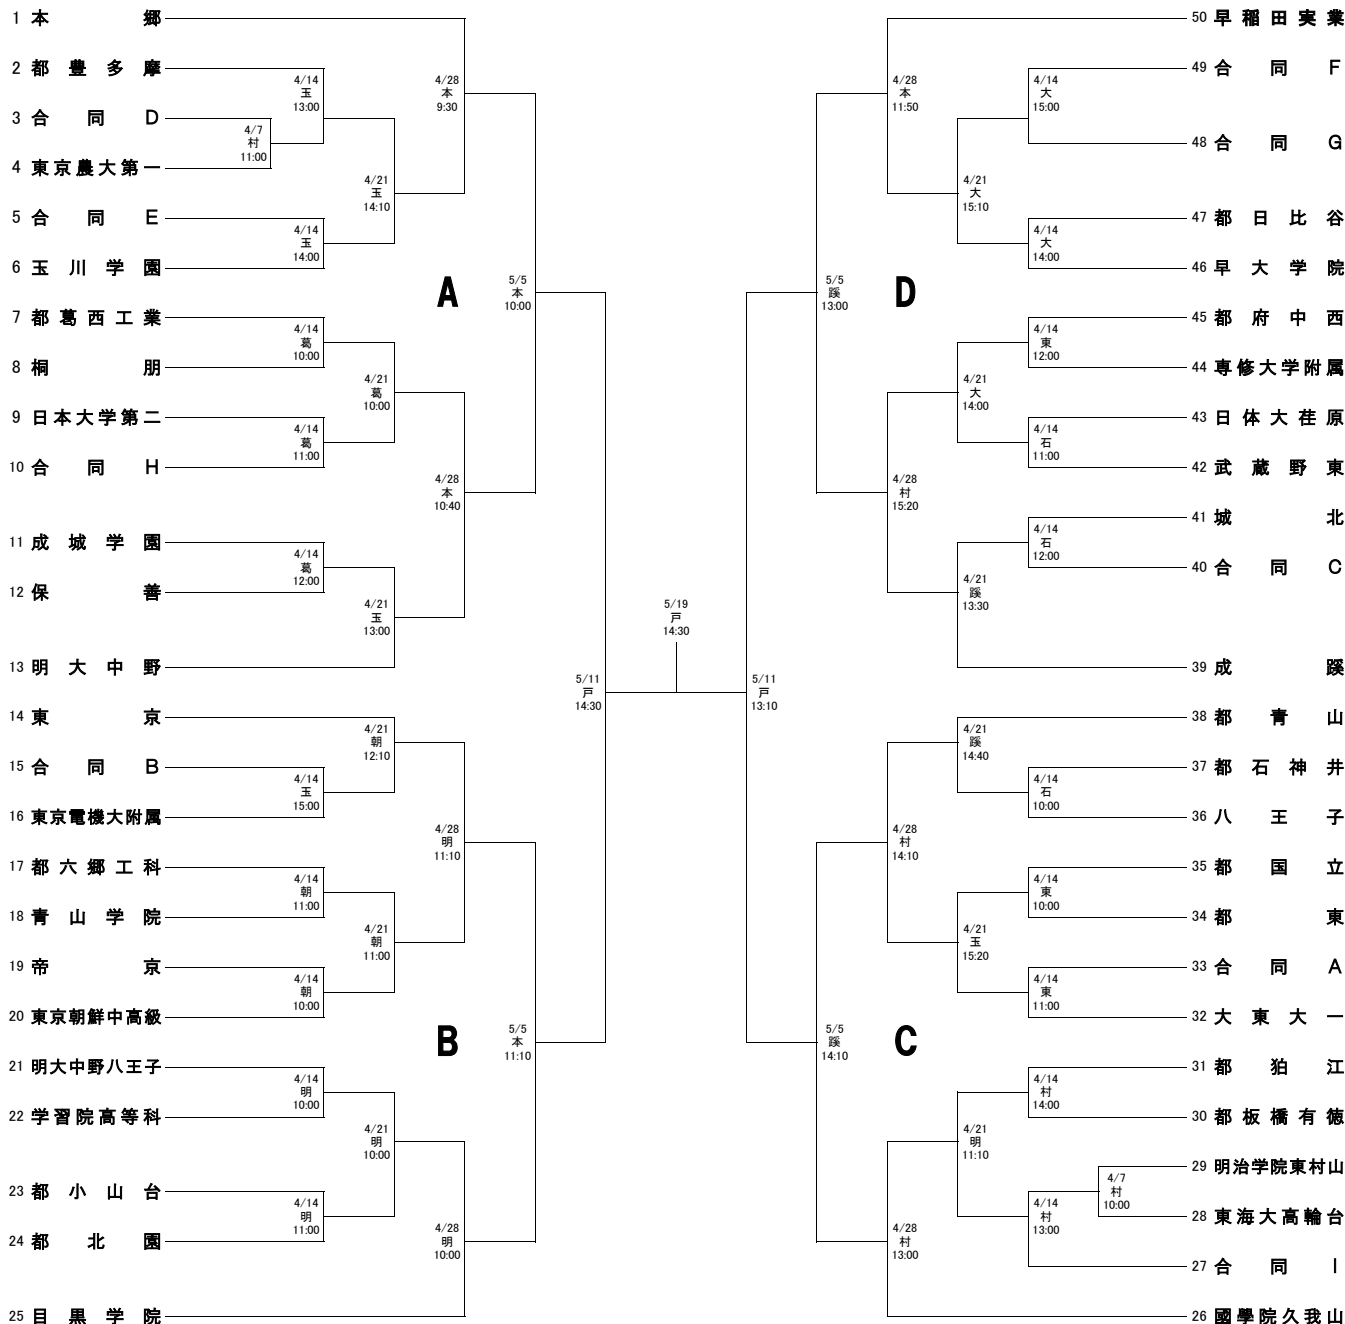 1 本郷
2 都豊多摩
3 合同D
4 東京農大第一
5 合同E
6 玉川学園
7 都葛西工業
8 桐朋
9 日本大学第二
10 合同H
11 成城学園
12 保善
13 明大中野
14 東京
15 合同B
16 東京電機大附属
17 都六郷工科
18 青山学院
19 帝京
20 東京朝鮮中高級
21 明大中野八王子
22 学習院高等科
23 都小山台
24 都北園
25 目黒学院
4/7
村
11:00
4/14
玉
13:00
4/14
玉
14:00
4/14
葛
10:00
4/14
葛
11:00
4/14
葛
12:00
4/14
玉
15:00
4/14
朝
11:00
4/14
朝
10:00
4/14
明
10:00
4/14
明
11:00
4/21
玉
14:10
4/21
葛
10:00
4/21
玉
13:00
4/21
朝
12:10
4/21
朝
11:00
4/21
明
10:00
4/28
本
9:30
4/28
本
10:40
4/28
明
11:10
4/28
明
10:00
A
B
5/5
本
10:00
5/5
本
11:10
5/11
戸
14:30
5/19
戸
14:30
5/11
戸
13:10
5/5
蹊
13:00
5/5
蹊
14:10
D
C
4/28
本
11:50
4/28
村
15:20
4/28
村
14:10
4/28
村
13:00
4/21
大
15:10
4/21
大
14:00
4/21
蹊
13:30
4/21
蹊
14:40
4/21
玉
15:20
4/21
明
11:10
4/14
大
15:00
4/14
大
14:00
4/14
東
12:00
4/14
石
11:00
4/14
石
12:00
4/14
石
10:00
4/14
東
10:00
4/14
東
11:00
4/14
村
14:00
4/14
村
13:00
4/7
村
10:00
50 早稲田実業
49 合同F
48 合同G
47 都日比谷
46 早大学院
45 都府中西
44 専修大学附属
43 日体大荏原
42 武蔵野東
41 城北
40 合同C
39 成蹊
38 都青山
37 都石神井
36 八王子
35 都国立
34 都東
33 合同A
32 大東大一
31 都狛江
30 都板橋有徳
29 明治学院東村山
28 東海大高輪台
27 合同I
26 國學院久我山